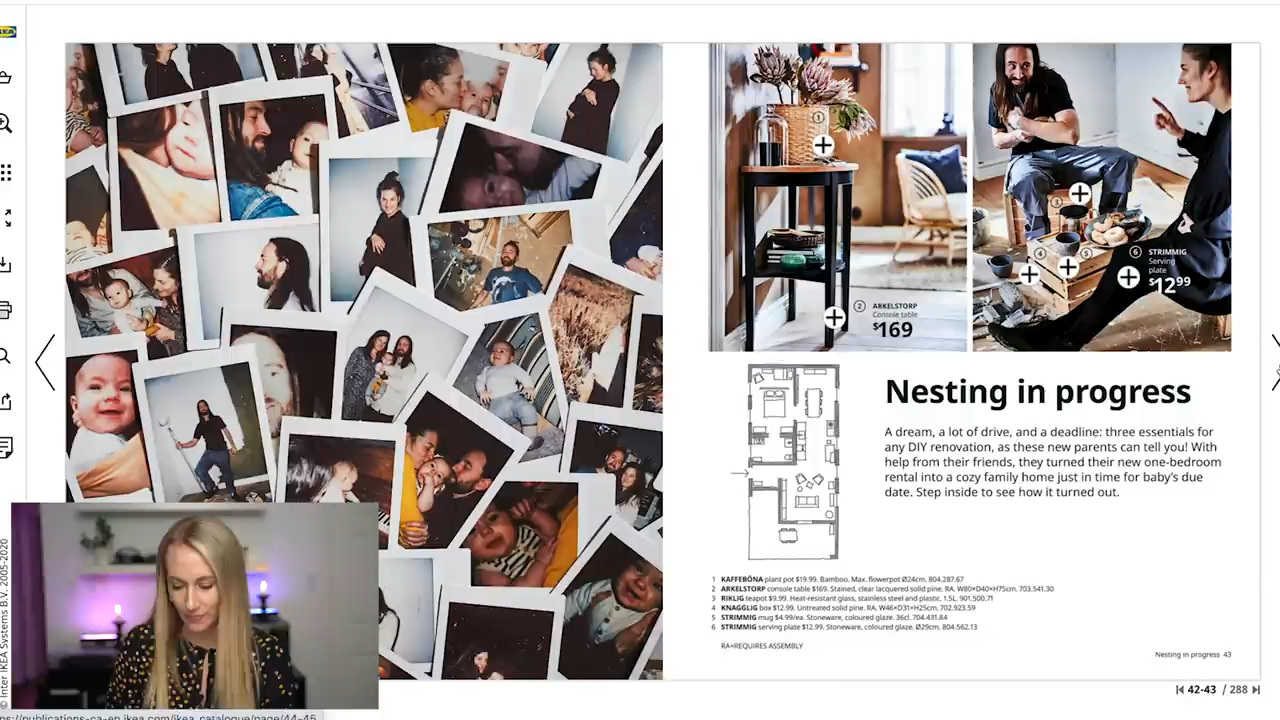 1
2
ARKELSTORP
Console table
$169
3
4
5
6
STRIMMIG
Serving
plate
$12.99
Nesting in progress
A dream, a lot of drive, and a deadline: three essentials for
any DIY renovation, as these new parents can tell you! With
help from their friends, they turned their new one-bedroom
rental into a cozy family home just in time for baby's due
date. Step inside to see how it turned out.
1 KAFFEBÖNA plant pot $19.99. Bamboo. Max. flowerpot Ø24cm. 804.287.67
2 ARKELSTORP console table $169. Stained, clear lacquered solid pine. RA. W80×D40×H75cm. 703.541.30
3 RIKLIG teapot $9.99. Heat-resistant glass, stainless steel and plastic. 1.5L. 901.500.71
4 KNAGGLIG box $12.99. Untreated solid pine. RA. W46×D31×H25cm. 702.923.59
5 STRIMMIG mug $4.99/ea. Stoneware, coloured glaze. 36cl. 704.431.84
6 STRIMMIG serving plate $12.99. Stoneware, coloured glaze. Ø29cm. 804.562.13
RA=REQUIRES ASSEMBLY
Nesting in progress 43
42-43 / 288
© Inter IKEA Systems B.V. 2005-2020